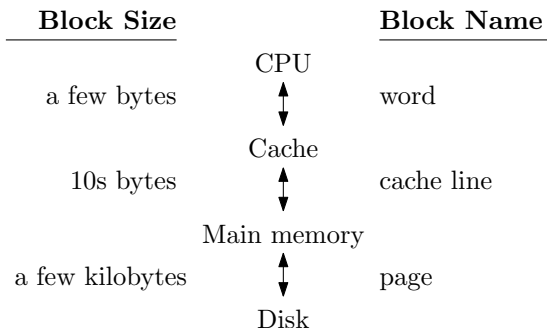 Block Size Block Name
CPU
a few bytes word
Cache
10s bytes cache line
Main memory
a few kilobytes page
Disk